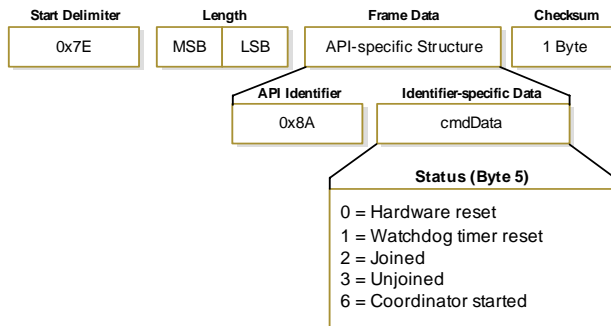 Start Delimiter Length Frame Data Checksum
0x7E MSB LSB API-specific Structure 1 Byte
API Identifier Identifier-specific Data
0x8A cmdData
Status (Byte 5)
0 = Hardware reset
1 = Watchdog timer reset
2 = Joined
3 = Unjoined
6 = Coordinator started